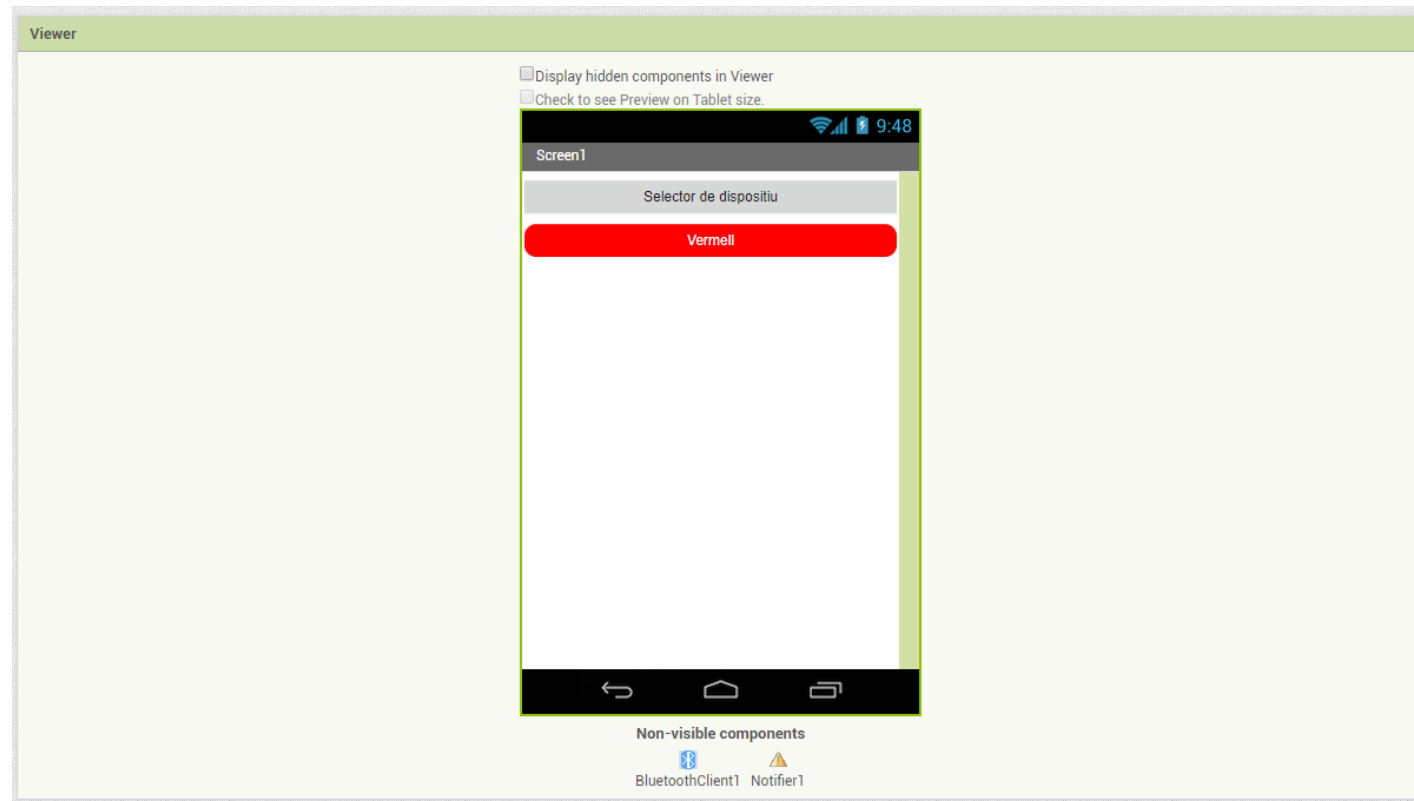 Viewer
Display hidden components in Viewer
Check to see Preview on Tablet size.
9:48
Screen1
Selector de dispositiu
Vermell
Non-visible components
BluetoothClient1 Notifier1